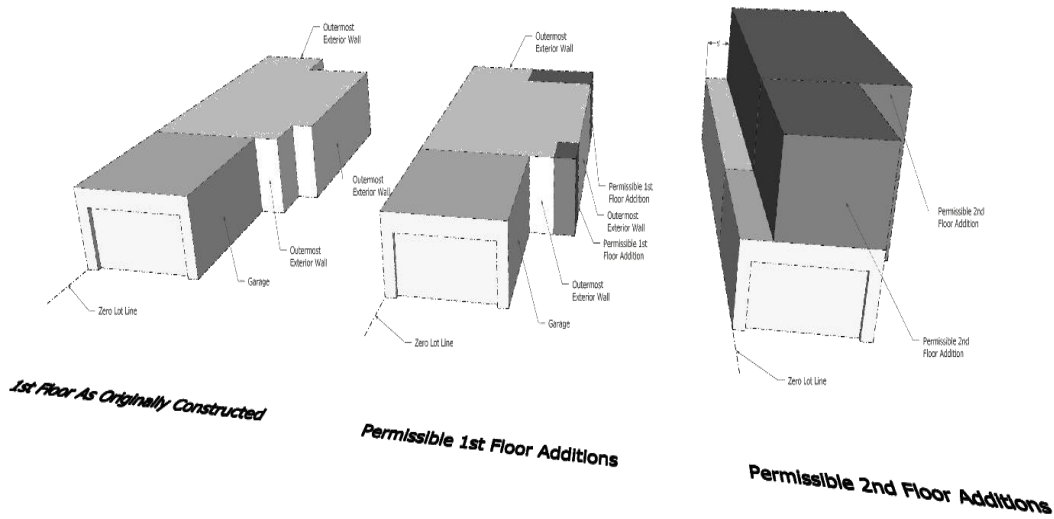 Outermost
Exterior Wall
Outermost
Exterior Wall
Outermost
Exterior Wall
Garage
Zero Lot Line
1st Floor As Originally Constructed
Outermost
Exterior Wall
Permissible 1st
Floor Addition
Outermost
Exterior Wall
Permissible 1st
Floor Addition
Outermost
Exterior Wall
Garage
Zero Lot Line
Permissible 1st Floor Additions
Permissible 2nd
Floor Addition
Permissible 2nd
Floor Addition
Zero Lot Line
Permissible 2nd Floor Additions